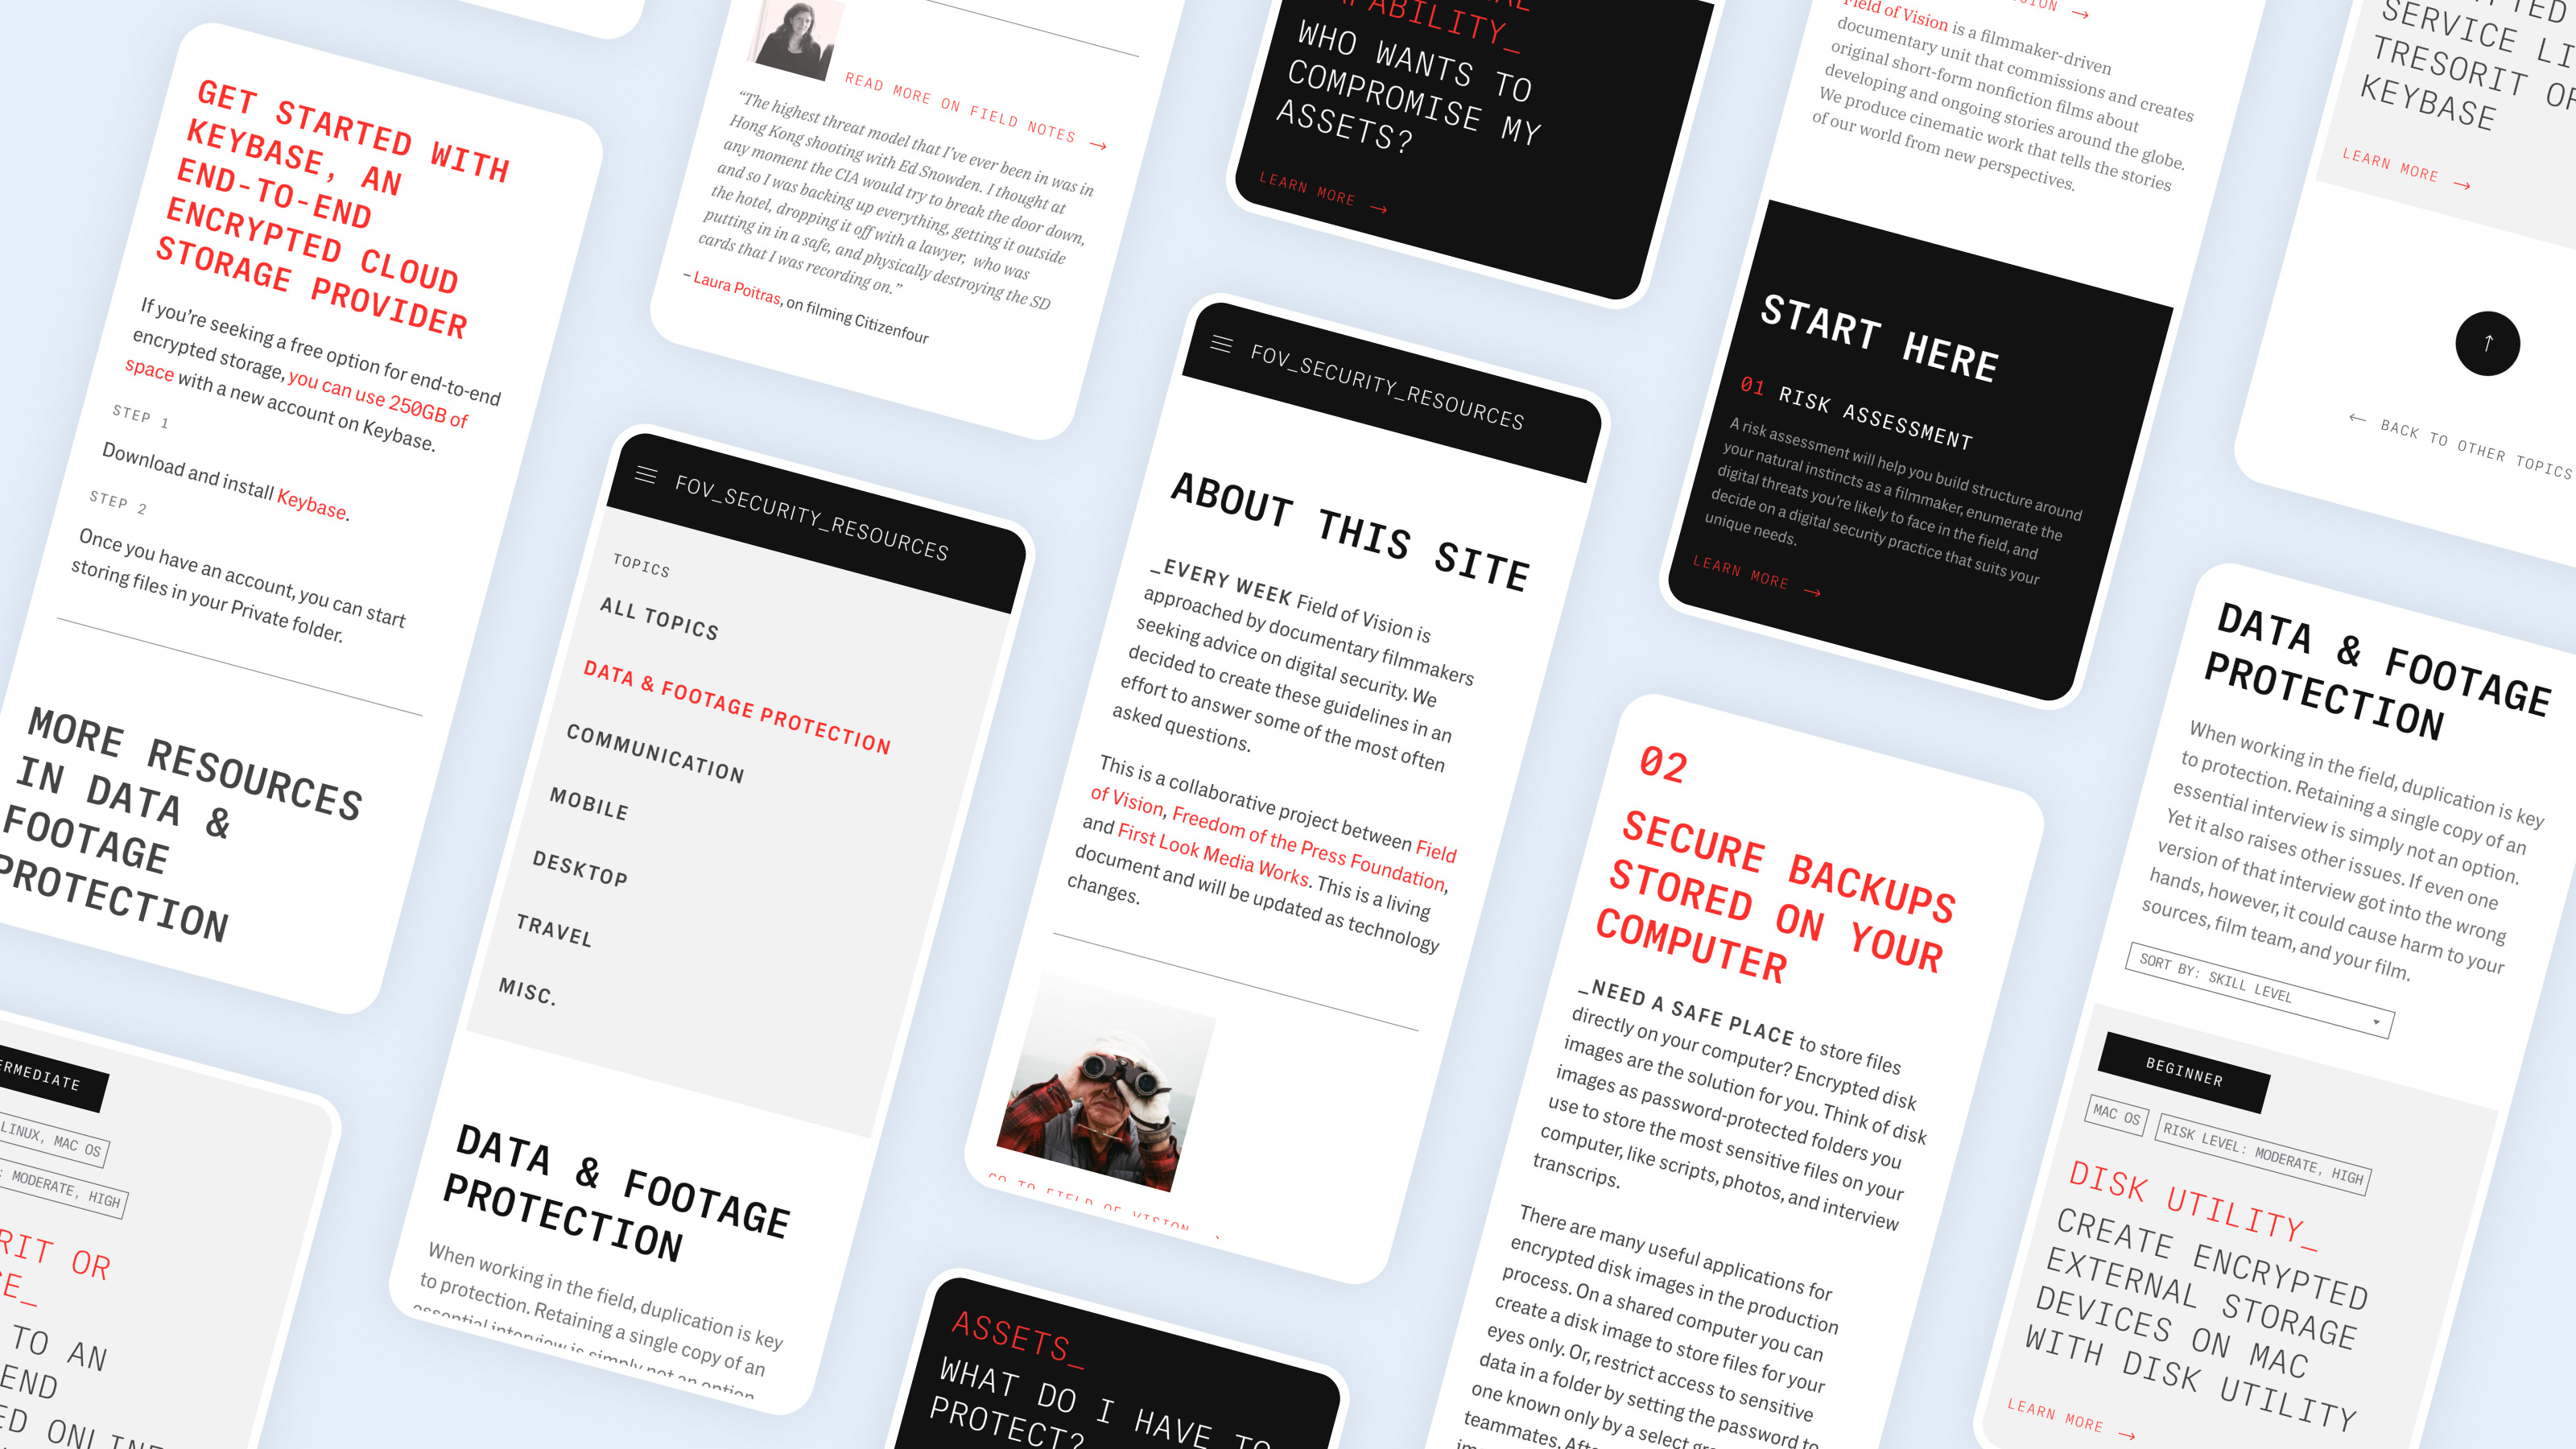 GET STARTED WITH
KEYBASE, AN
END-TO-END
ENCRYPTED CLOUD
STORAGE PROVIDER
If you’re seeking a free option for end-to-end
encrypted storage, you can use 250GB of
space with a new account on Keybase.
STEP 1
Download and install Keybase.
STEP 2
Once you have an account, you can start
storing files in your Private folder.
MORE RESOURCES
IN DATA &
FOOTAGE
PROTECTION
LINUX, MAC OS
MODERATE, HIGH
OR
TO AN
END
READ MORE ON FIELD NOTES →
“The highest threat model that I’ve ever been in was in
Hong Kong shooting with Ed Snowden. I thought at
any moment the CIA would try to break the door down,
and so I was backing up everything, getting it outside
the hotel, dropping it off with a lawyer, who was
putting in in a safe, and physically destroying the SD
cards that I was recording on.”
– Laura Poitras, on filming Citizenfour
FOV_SECURITY_RESOURCES
TOPICS
ALL TOPICS
DATA & FOOTAGE PROTECTION
COMMUNICATION
MOBILE
DESKTOP
TRAVEL
MISC.
DATA & FOOTAGE
PROTECTION
When working in the field, duplication is key
to protection. Retaining a single copy of an
essential interview is simply not an option.
WHO WANTS TO
COMPROMISE MY
ASSETS?
LEARN MORE →
FOV_SECURITY_RESOURCES
ABOUT THIS SITE
_EVERY WEEK Field of Vision is
approached by documentary filmmakers
seeking advice on digital security. We
decided to create these guidelines in an
effort to answer some of the most often
asked questions.
This is a collaborative project between Field
of Vision, Freedom of the Press Foundation,
and First Look Media Works. This is a living
document and will be updated as technology
changes.
GO TO FIELD OF VISION
ASSETS_
WHAT DO I HAVE TO
PROTECT?
Field of Vision is a filmmaker-driven
documentary unit that commissions and creates
original short-form nonfiction films about
developing and ongoing stories around the globe.
We produce cinematic work that tells the stories
of our world from new perspectives.
START HERE
01 RISK ASSESSMENT
A risk assessment will help you build structure around
your natural instincts as a filmmaker, enumerate the
digital threats you’re likely to face in the field, and
decide on a digital security practice that suits your
unique needs.
LEARN MORE →
02
SECURE BACKUPS
STORED ON YOUR
COMPUTER
_NEED A SAFE PLACE to store files
directly on your computer? Encrypted disk
images are the solution for you. Think of disk
images as password-protected folders you
use to store the most sensitive files on your
computer, like scripts, photos, and interview
transcrips.
There are many useful applications for
encrypted disk images in the production
process. On a shared computer you can
create a disk image to store files for your
eyes only. Or, restrict access to sensitive
data in a folder by setting the password to
one known only by a select
teammates.
SERVICE
TRESORIT OR
KEYBASE
LEARN MORE →
↑
← BACK TO OTHER TOPICS
DATA & FOOTAGE
PROTECTION
When working in the field, duplication is key
to protection. Retaining a single copy of an
essential interview is simply not an option.
Yet it also raises other issues. If even one
version of that interview got into the wrong
hands, however, it could cause harm to your
sources, film team, and your film.
SORT BY: SKILL LEVEL
BEGINNER
MAC OS
RISK LEVEL: MODERATE, HIGH
DISK UTILITY_
CREATE ENCRYPTED
EXTERNAL STORAGE
DEVICES ON MAC
WITH DISK UTILITY
LEARN MORE →